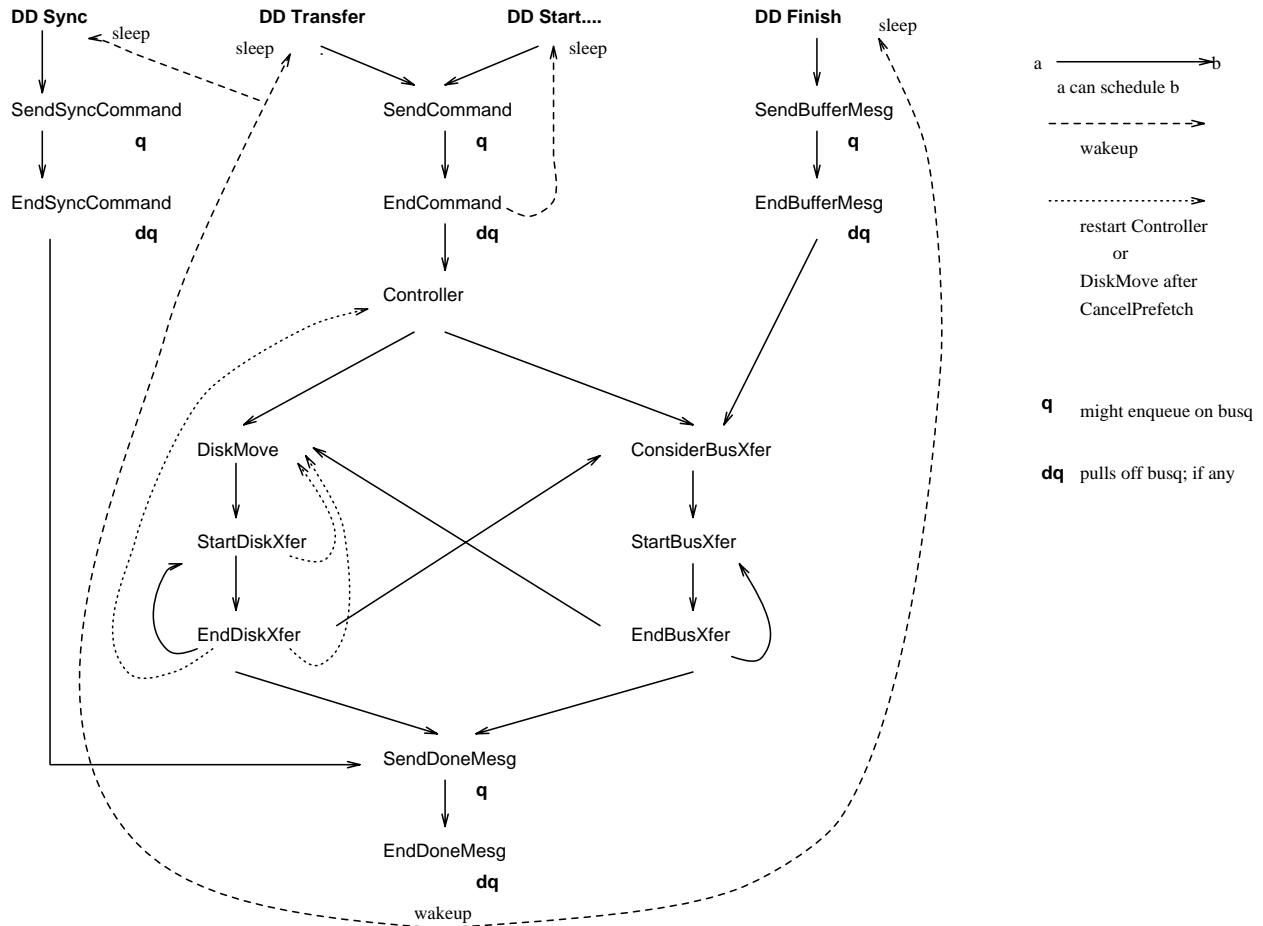 DD Sync
DD Transfer
DD Start....
DD Finish
sleep
sleep
sleep
sleep
a
b
a can schedule b
SendSyncCommand
SendCommand
SendBufferMesg
q
q
q
wakeup
EndSyncCommand
EndCommand
EndBufferMesg
dq
dq
dq
restart Controller
or
DiskMove after
CancelPrefetch
Controller
q might enqueue on busq
DiskMove
ConsiderBusXfer
dq pulls off busq; if any
StartDiskXfer
StartBusXfer
EndDiskXfer
EndBusXfer
SendDoneMesg
q
EndDoneMesg
dq
wakeup